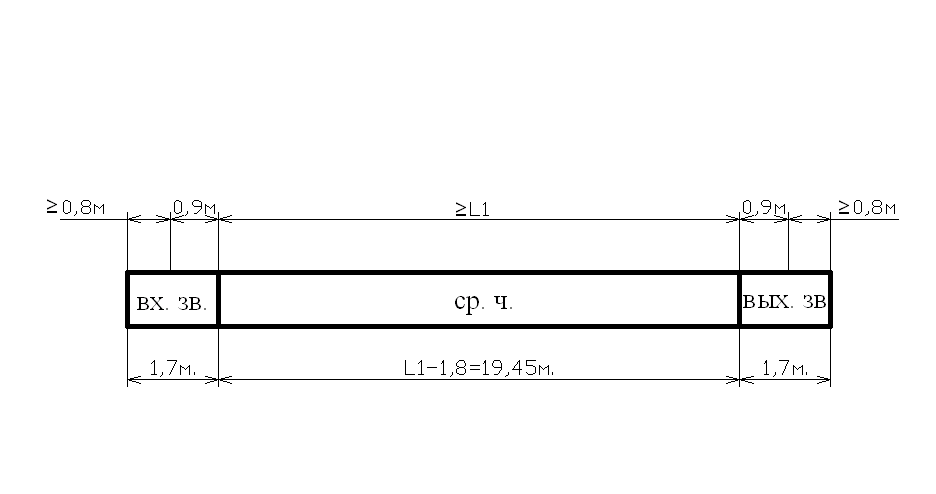 ≥0,8м 0,9м ≥L1 0,9м ≥0,8м
вх. зв. ср. ч. вых. зв
1,7м. L1-1,8=19,45м. 1,7м.